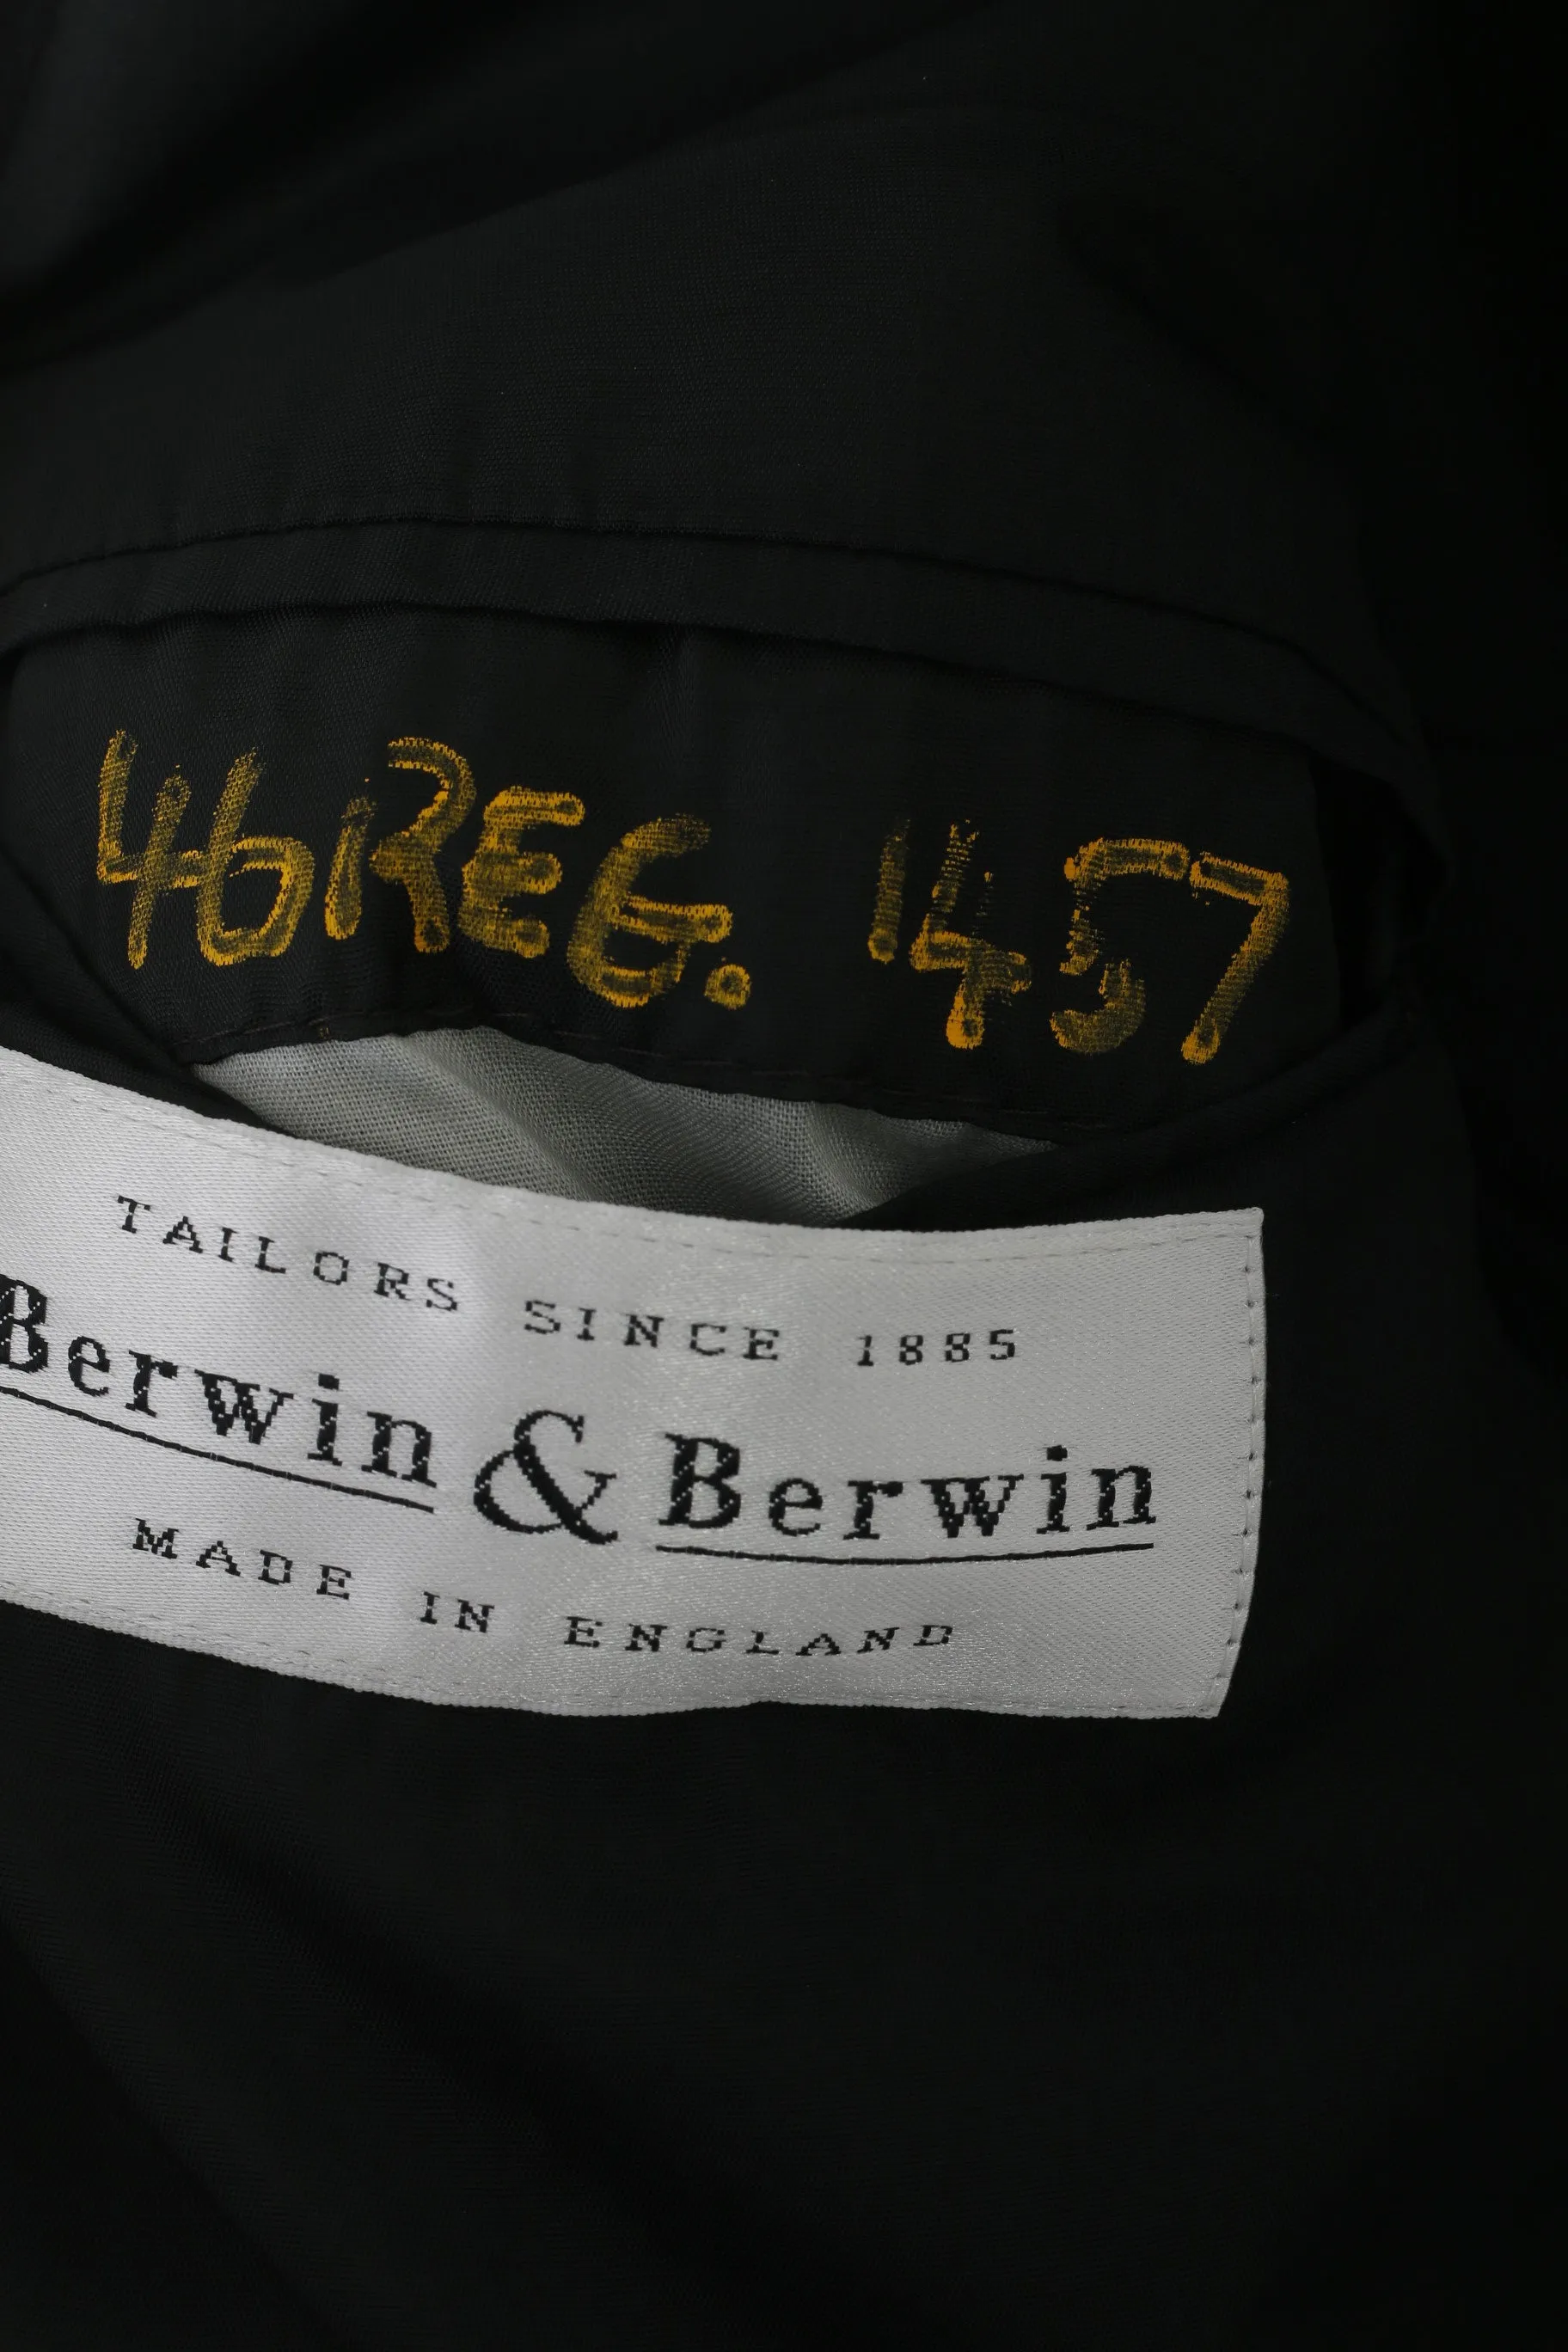 46REG. 1457
TAILORS SINCE 1885
Berwin & Berwin
MADE IN ENGLAND